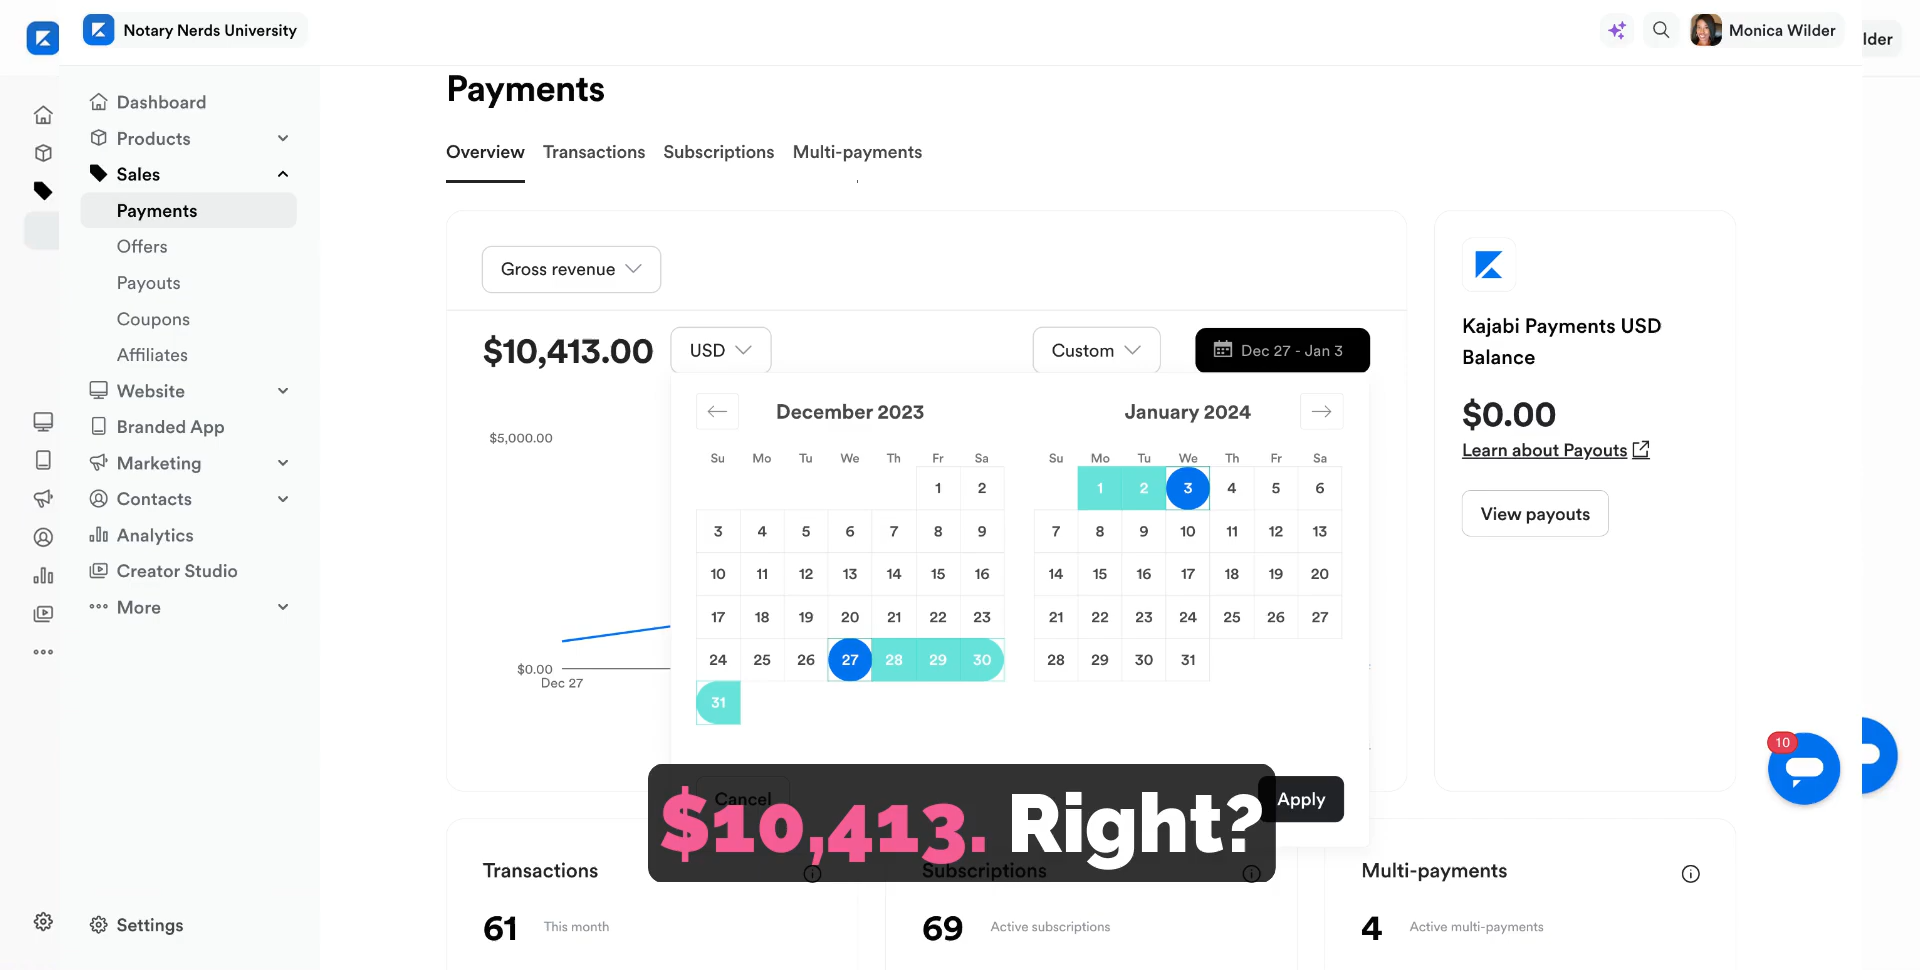 Notary Nerds University
Monica Wilder
lder
Dashboard
Products
Sales
Payments
Offers
Payouts
Coupons
Affiliates
Website
Branded App
Marketing
Contacts
Analytics
Creator Studio
More
Settings
Payments
Overview Transactions Subscriptions Multi-payments
Gross revenue
$10,413.00 USD Custom Dec 27 - Jan 3
$5,000.00
$0.00
Dec 27
December 2023
Su Mo Tu We Th Fr Sa
1 2
3 4 5 6 7 8 9
10 11 12 13 14 15 16
17 18 19 20 21 22 23
24 25 26 27 28 29 30
31
January 2024
Su Mo Tu We Th Fr Sa
1 2 3 4 5 6
7 8 9 10 11 12 13
14 15 16 17 18 19 20
21 22 23 24 25 26 27
28 29 30 31
Cancel
Apply
$10,413. Right?
Kajabi Payments USD
Balance
$0.00
Learn about Payouts
View payouts
10
Transactions
61 This month
Subscriptions
69 Active subscriptions
Multi-payments
4 Active multi-payments